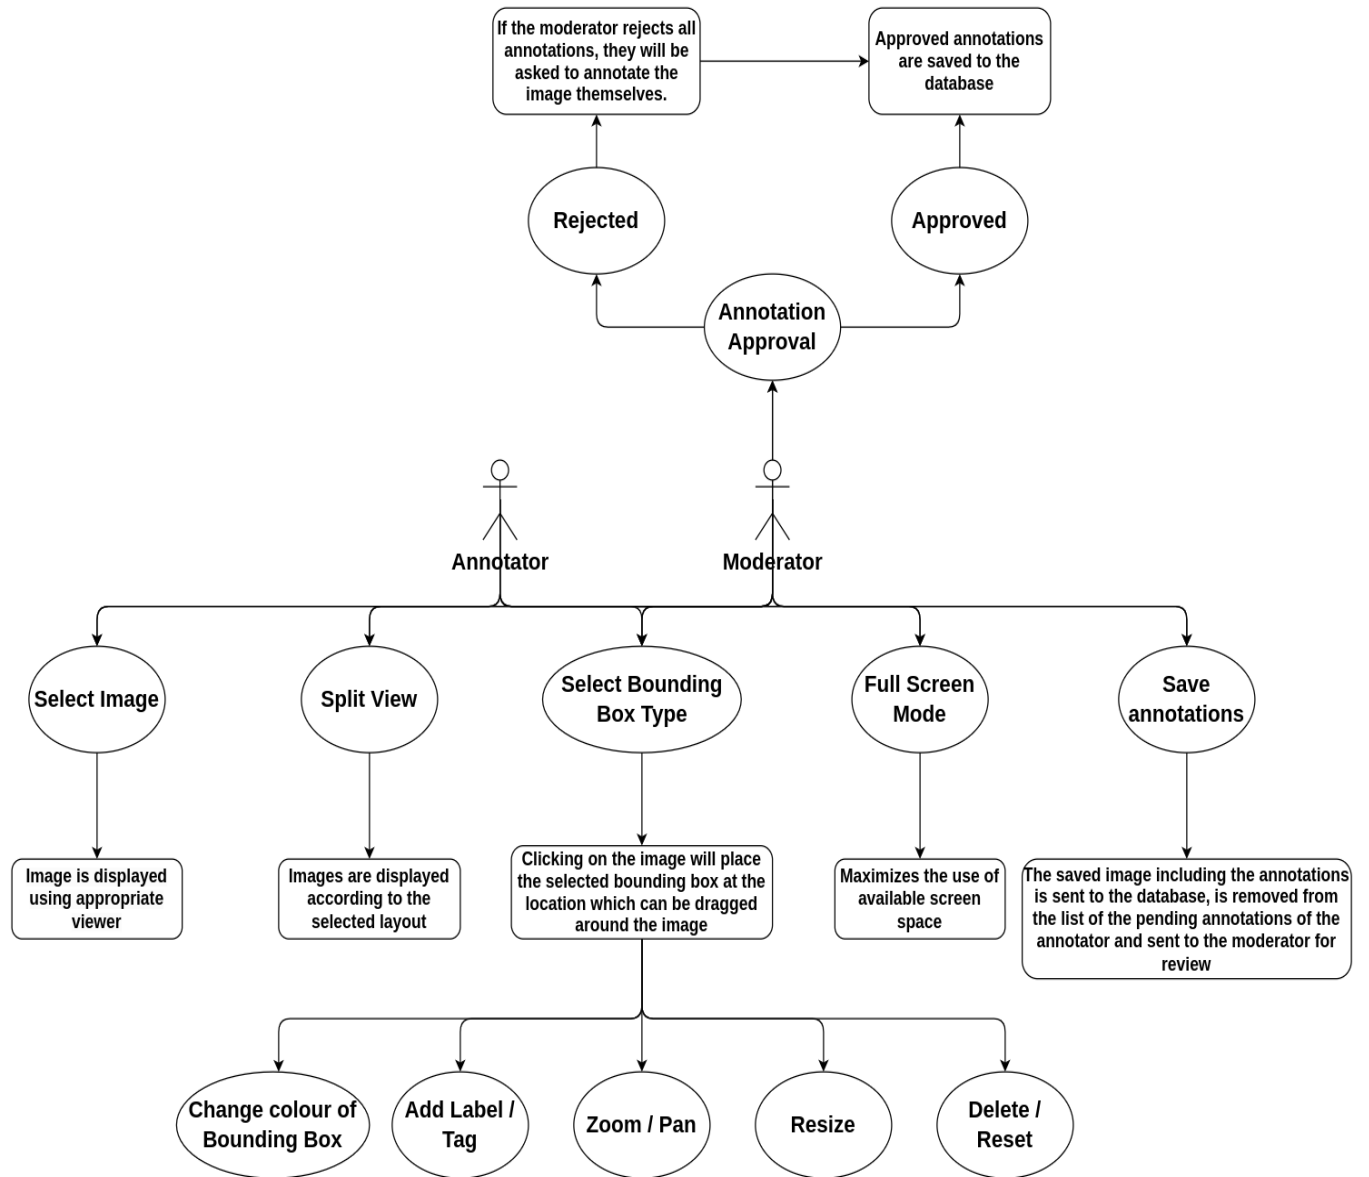 If the moderator rejects all
annotations, they will be
asked to annotate the
image themselves.
Approved annotations
are saved to the
database
Rejected
Approved
Annotation
Approval
Annotator
Moderator
Select Image
Split View
Select Bounding
Box Type
Full Screen
Mode
Save
annotations
Image is displayed
using appropriate
viewer
Images are displayed
according to the
selected layout
Clicking on the image will place
the selected bounding box at the
location which can be dragged
around the image
Maximizes the use of
available screen
space
The saved image including the annotations
is sent to the database, is removed from
the list of the pending annotations of the
annotator and sent to the moderator for
review
Change colour of
Bounding Box
Add Label /
Tag
Zoom / Pan
Resize
Delete /
Reset